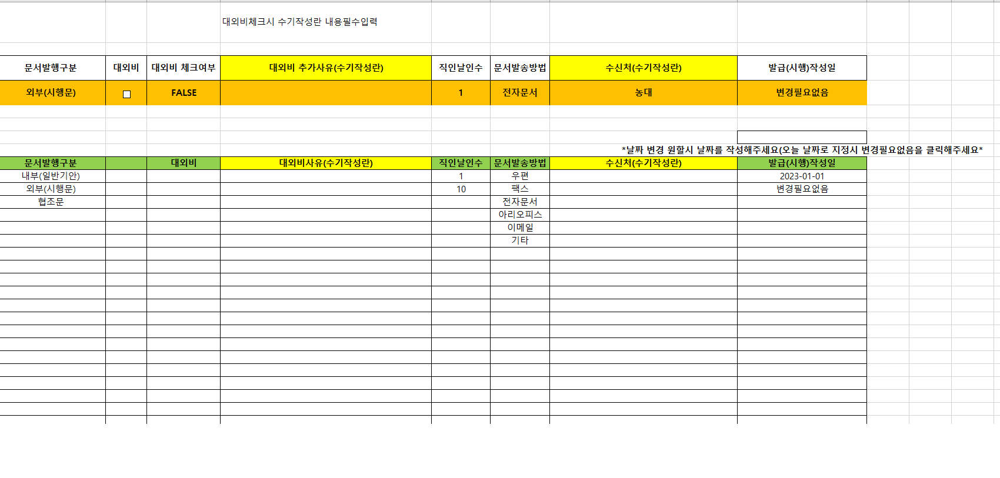 대외비체크시 수기작성란 내용필수입력
문서발행구분 대외비 대외비 체크여부 대외비 추가사유(수기작성란) 직인날인수 문서발송방법 수신처(수기작성란) 발급(시행)작성일
외부(시행문) FALSE 1 전자문서 농대 변경필요없음
*날짜 변경 원할시 날짜를 작성해주세요(오늘 날짜로 지정시 변경필요없음을 클릭해주세요*
문서발행구분 대외비 대외비사유(수기작성란) 직인날인수 문서발송방법 수신처(수기작성란) 발급(시행)작성일
내부(일반기안) 1 우편 2023-01-01
외부(시행문) 10 팩스 변경필요없음
협조문 전자문서
아리오피스
이메일
기타